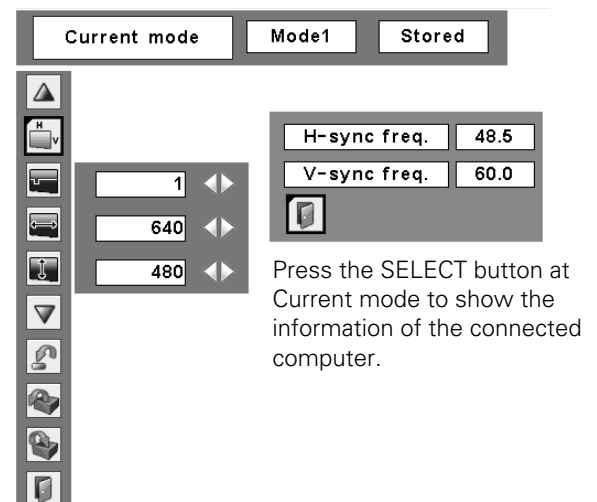 Current mode Mode1 Stored
H V
H-sync freq. 48.5
V-sync freq. 60.0
1
640
480
Press the SELECT button at
Current mode to show the
information of the connected
computer.